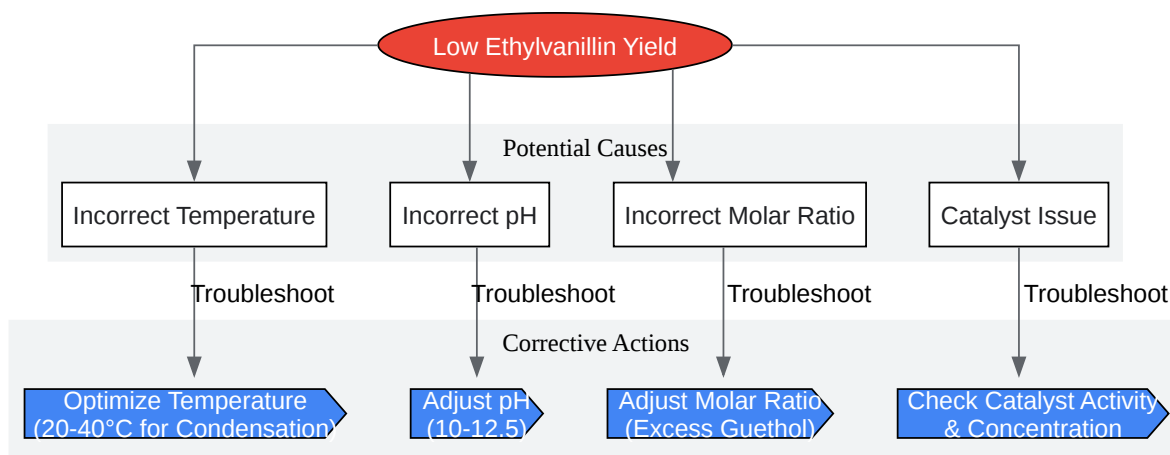 Low Ethylvanillin Yield
Potential Causes
Incorrect Temperature
Incorrect pH
Incorrect Molar Ratio
Catalyst Issue
Troubleshoot
Troubleshoot
Troubleshoot
Troubleshoot
Corrective Actions
Optimize Temperature
(20-40°C for Condensation)
Adjust pH
(10-12.5)
Adjust Molar Ratio
(Excess Guethol)
Check Catalyst Activity
& Concentration